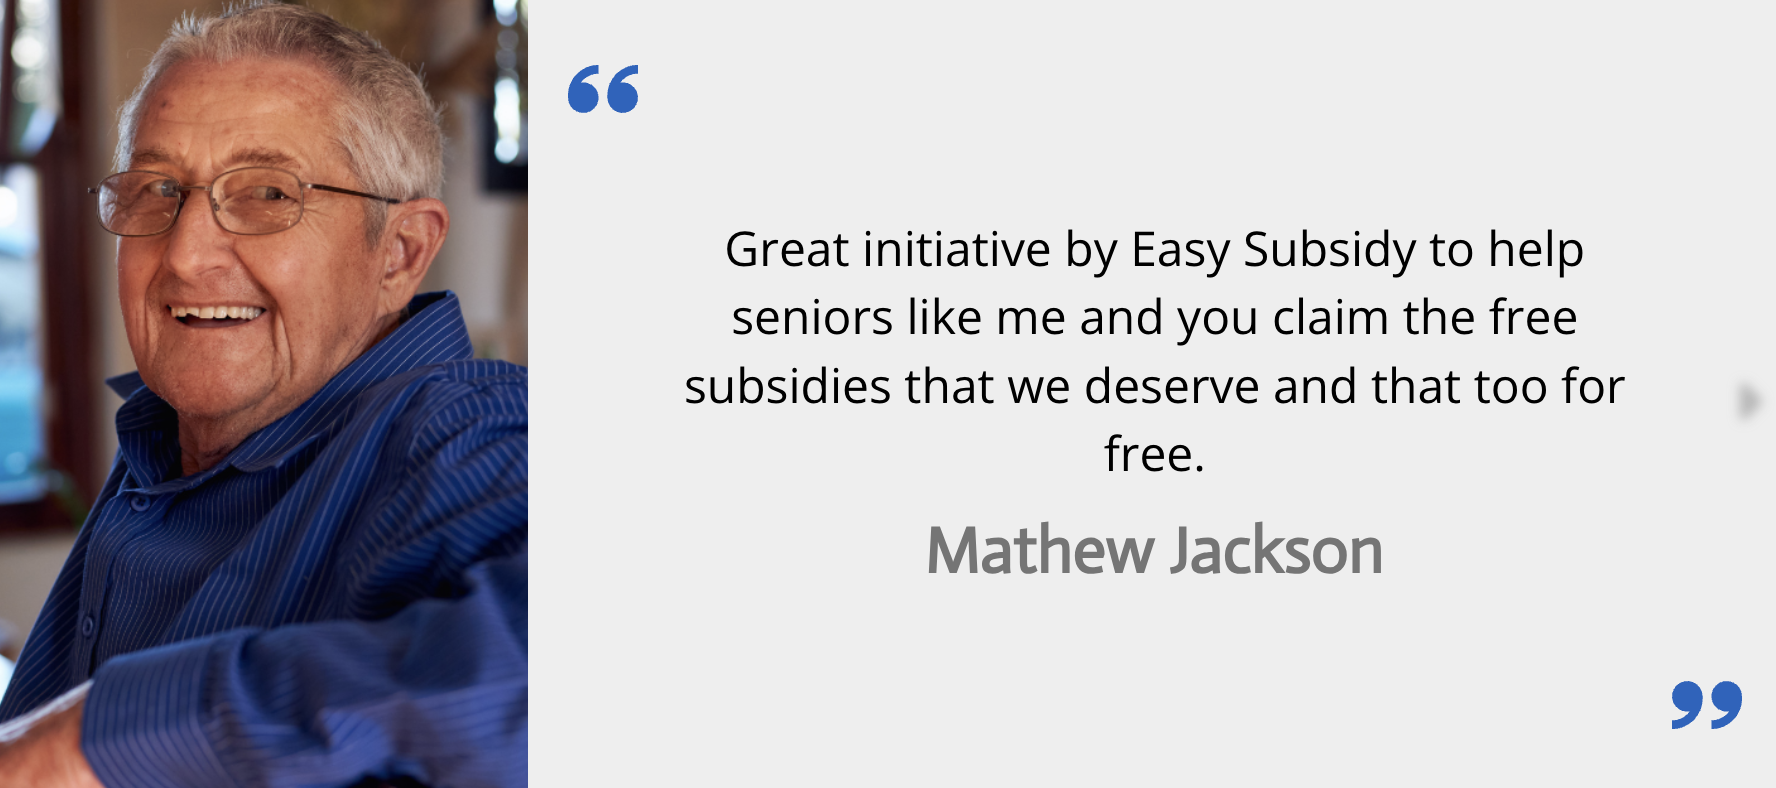 “
Great initiative by Easy Subsidy to help
seniors like me and you claim the free
subsidies that we deserve and that too for
free.
Mathew Jackson
”